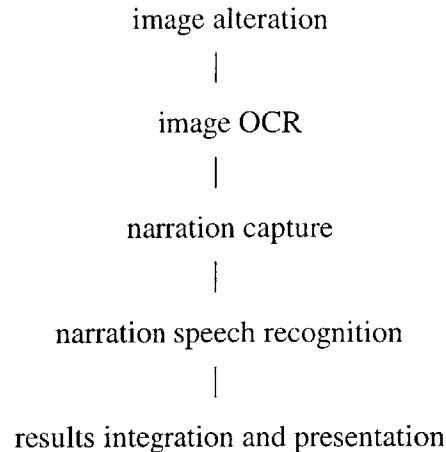 image alteration
image OCR
narration capture
narration speech recognition
results integration and presentation